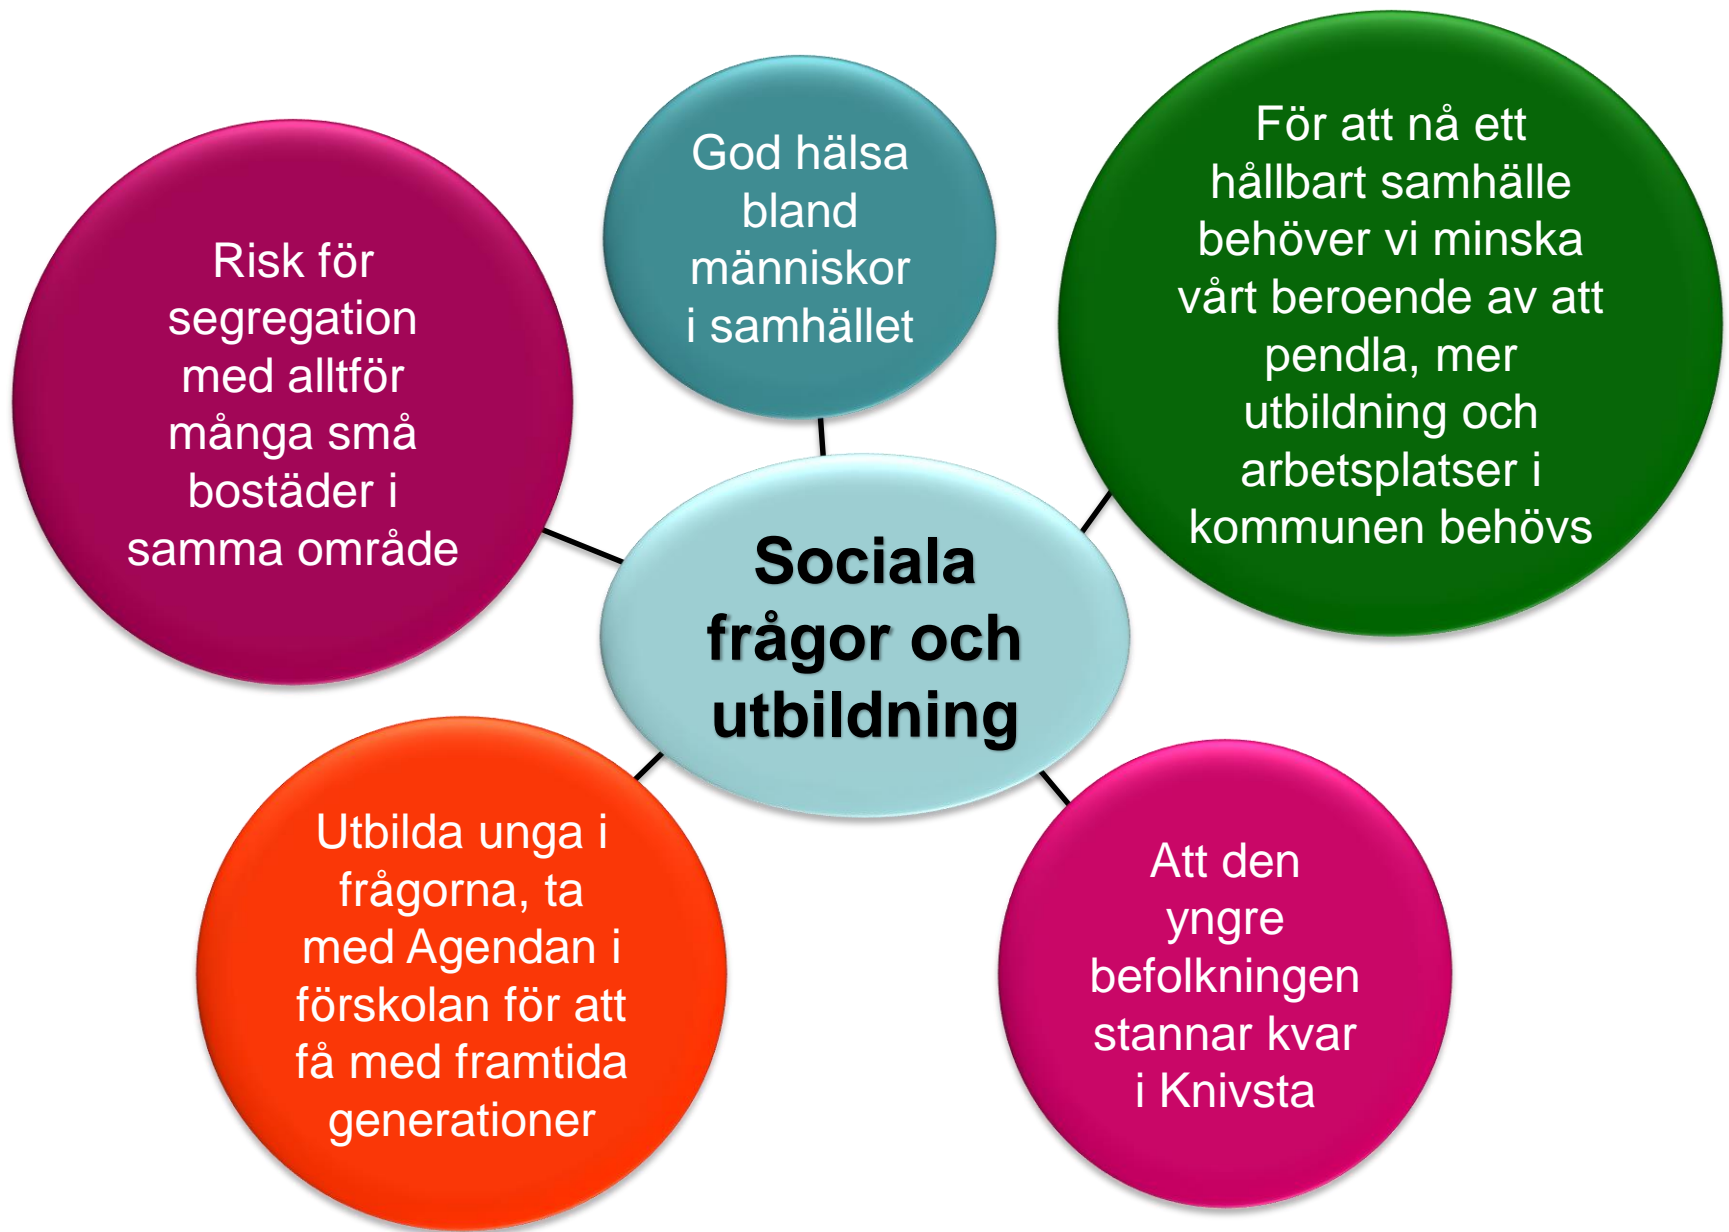 Risk för
segregation
med alltför
många små
bostäder i
samma område
God hälsa
bland
människor
i samhället
För att nå ett
hållbart samhälle
behöver vi minska
vårt beroende av att
pendla, mer
utbildning och
arbetsplatser i
kommunen behövs
Sociala
frågor och
utbildning
Utbilda unga i
frågorna, ta
med Agendan i
förskolan för att
få med framtida
generationer
Att den
yngre
befolkningen
stannar kvar
i Knivsta